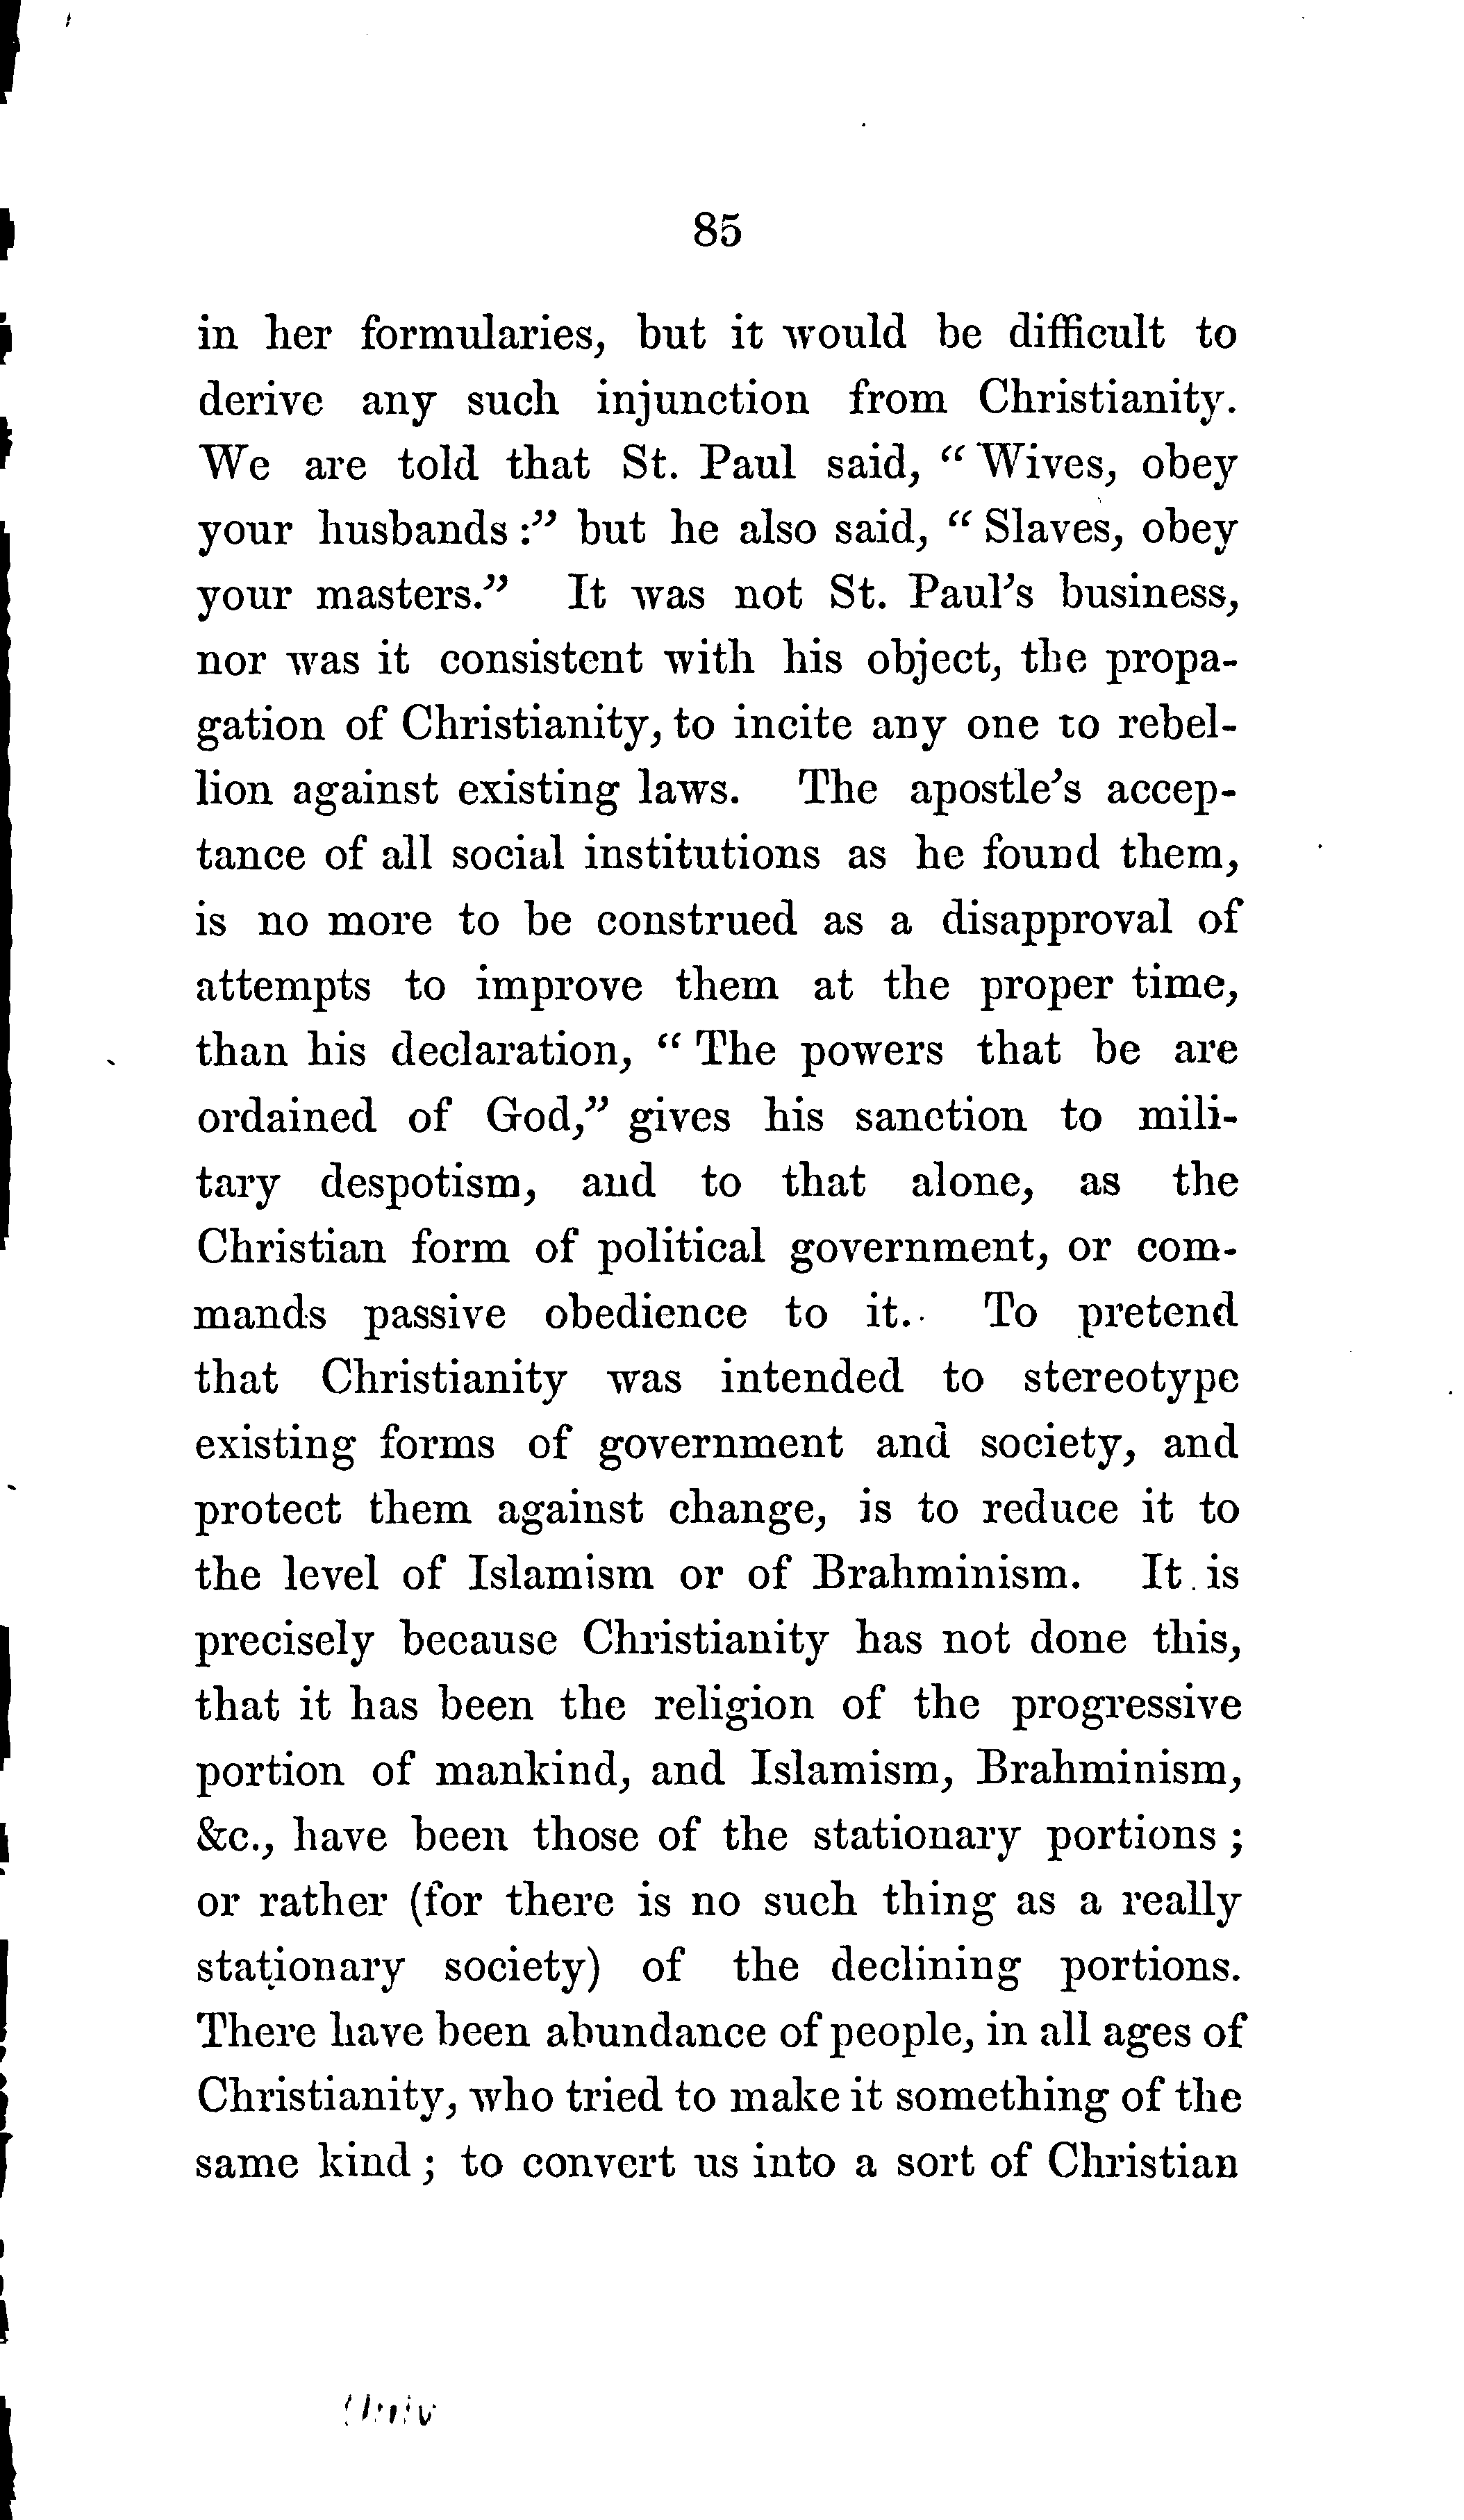 85
in her formularies, but it would be difficult to
derive any such injunction from Christianity.
We are told that St. Paul said, “ Wives, obey
your husbands :” but he also said, “ Slaves, obey
your masters.” It was not St. Paul’s business,
nor was it consistent with his object, the propa-
gation of Christianity, to incite any one to rebel-
lion against existing laws. The apostle’s accep-
tance of all social institutions as he found them,
is no more to be construed as a disapproval of
attempts to improve them at the proper time,
than his declaration, “ The powers that be are
ordained of God,” gives his sanction to mili-
tary despotism, and to that alone, as the
Christian form of political government, or com-
mands passive obedience to it. To pretend
that Christianity was intended to stereotype
existing forms of government and society, and
protect them against change, is to reduce it to
the level of Islamism or of Brahminism. It is
precisely because Christianity has not done this,
that it has been the religion of the progressive
portion of mankind, and Islamism, Brahminism,
&c., have been those of the stationary portions ;
or rather (for there is no such thing as a really
stationary society) of the declining portions.
There have been abundance of people, in all ages of
Christianity, who tried to make it something of the
same kind ; to convert us into a sort of Christian